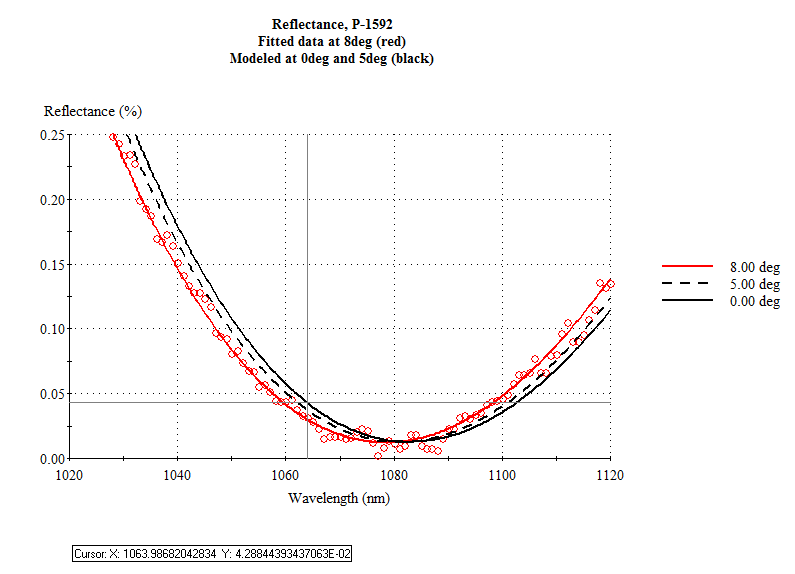 Reflectance, P-1592
Fitted data at 8deg (red)
Modeled at 0deg and 5deg (black)
Reflectance (%)
0.25
0.20
0.15
0.10
0.05
0.00
1020 1040 1060 1080 1100 1120
Wavelength (nm)
8.00 deg
5.00 deg
0.00 deg
Cursor: X: 1063.98682042834 Y: 4.28844393437063E-02